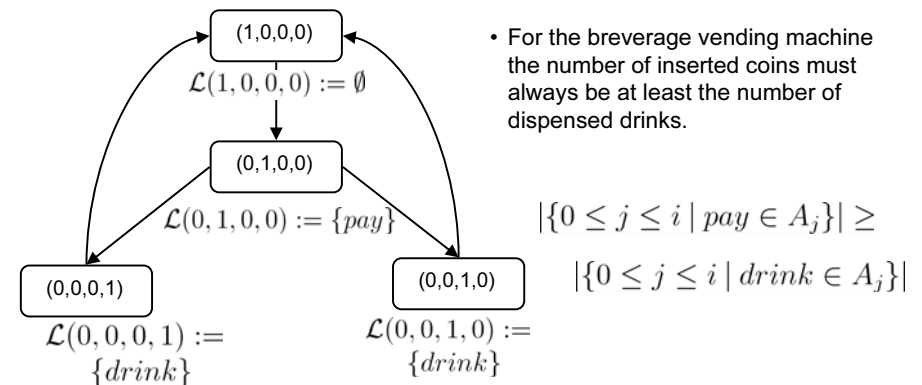 (1,0,0,0)
ℒ(1, 0, 0, 0) := ∅
(0,1,0,0)
ℒ(0, 1, 0, 0) := {pay}
(0,0,0,1)
ℒ(0, 0, 0, 1) :=
{drink}
(0,0,1,0)
ℒ(0, 0, 1, 0) :=
{drink}
• For the breverage vending machine
the number of inserted coins must
always be at least the number of
dispensed drinks.
|{0 ≤ j ≤ i | pay ∈ Aⱼ}| ≥
|{0 ≤ j ≤ i | drink ∈ Aⱼ}|